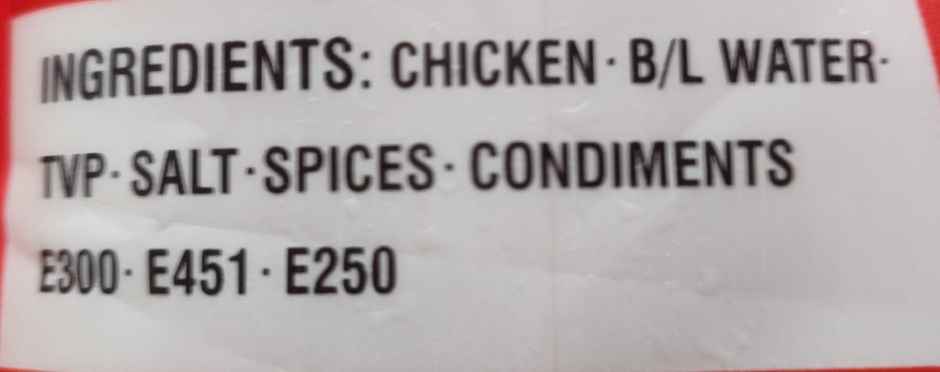 INGREDIENTS: CHICKEN · B/L WATER·
TVP · SALT · SPICES · CONDIMENTS
E300 · E451 · E250